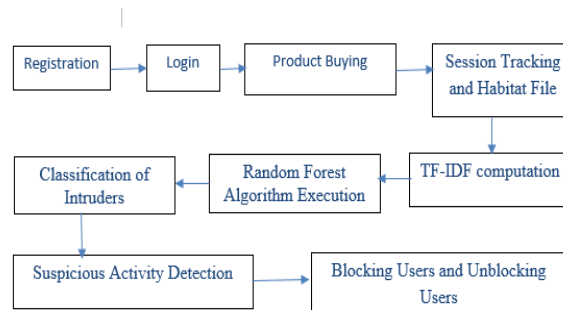 Registration
Login
Product Buying
Session Tracking
and Habitat File
TF-IDF computation
Random Forest
Algorithm Execution
Classification of
Intruders
Suspicious Activity Detection
Blocking Users and Unblocking
Users